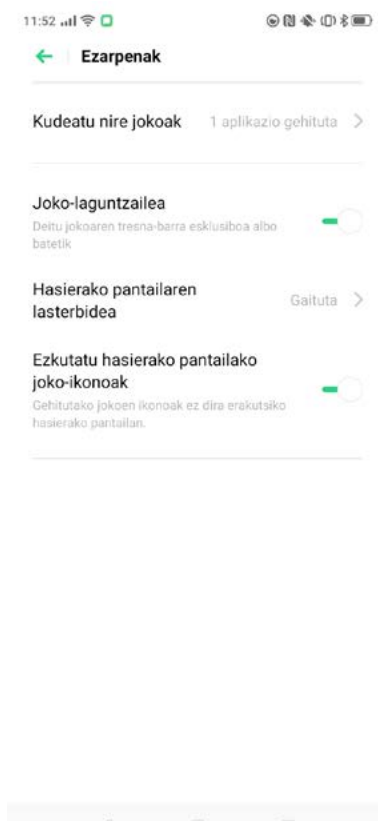 11:52
Ezarpenak
Kudeatu nire jokoak 1 aplikazio gehituta
Joko-laguntzailea
Deitu jokoaren tresna-barra esklusiboa albo
batetik
Hasierako pantailaren
lasterbidea
Gaituta
Ezkutatu hasierako pantailako
joko-ikonoak
Gehitutako jokoen ikonoak ez dira erakutsiko
hasierako pantailan.